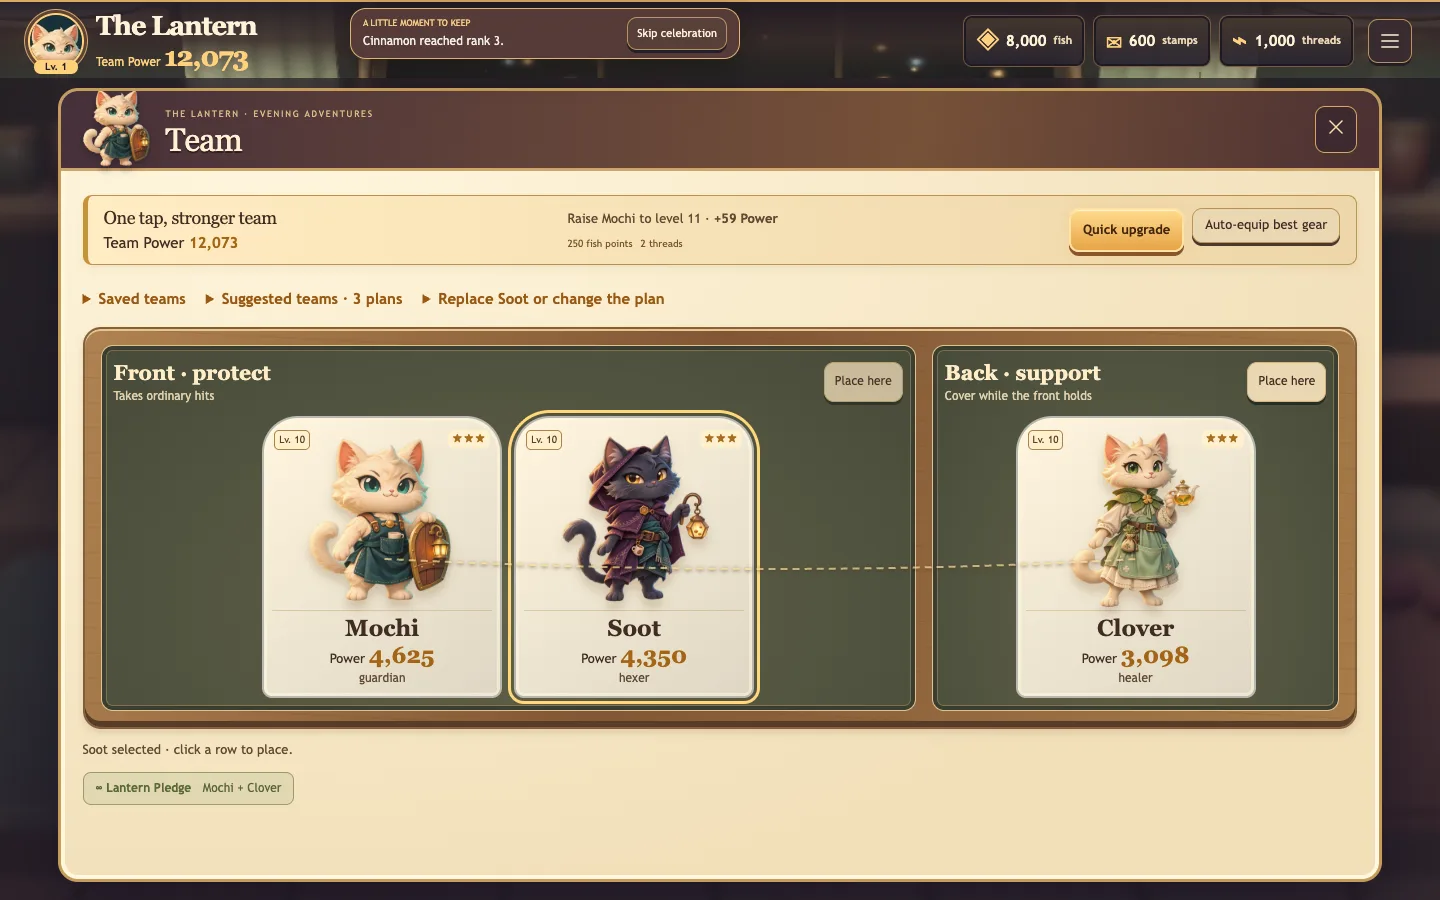 The Lantern
Team Power 12,073
Lv. 1
A LITTLE MOMENT TO KEEP
Cinnamon reached rank 3.
Skip celebration
8,000 fish
600 stamps
1,000 threads
THE LANTERN · EVENING ADVENTURES
Team
One tap, stronger team
Team Power 12,073
Raise Mochi to level 11 · +59 Power
250 fish points 2 threads
Quick upgrade
Auto-equip best gear
Saved teams
Suggested teams · 3 plans
Replace Soot or change the plan
Front · protect
Takes ordinary hits
Place here
Lv. 10
Mochi
Power 4,625
guardian
Lv. 10
Soot
Power 4,350
hexer
Back · support
Cover while the front holds
Place here
Lv. 10
Clover
Power 3,098
healer
Soot selected · click a row to place.
∞ Lantern Pledge Mochi + Clover